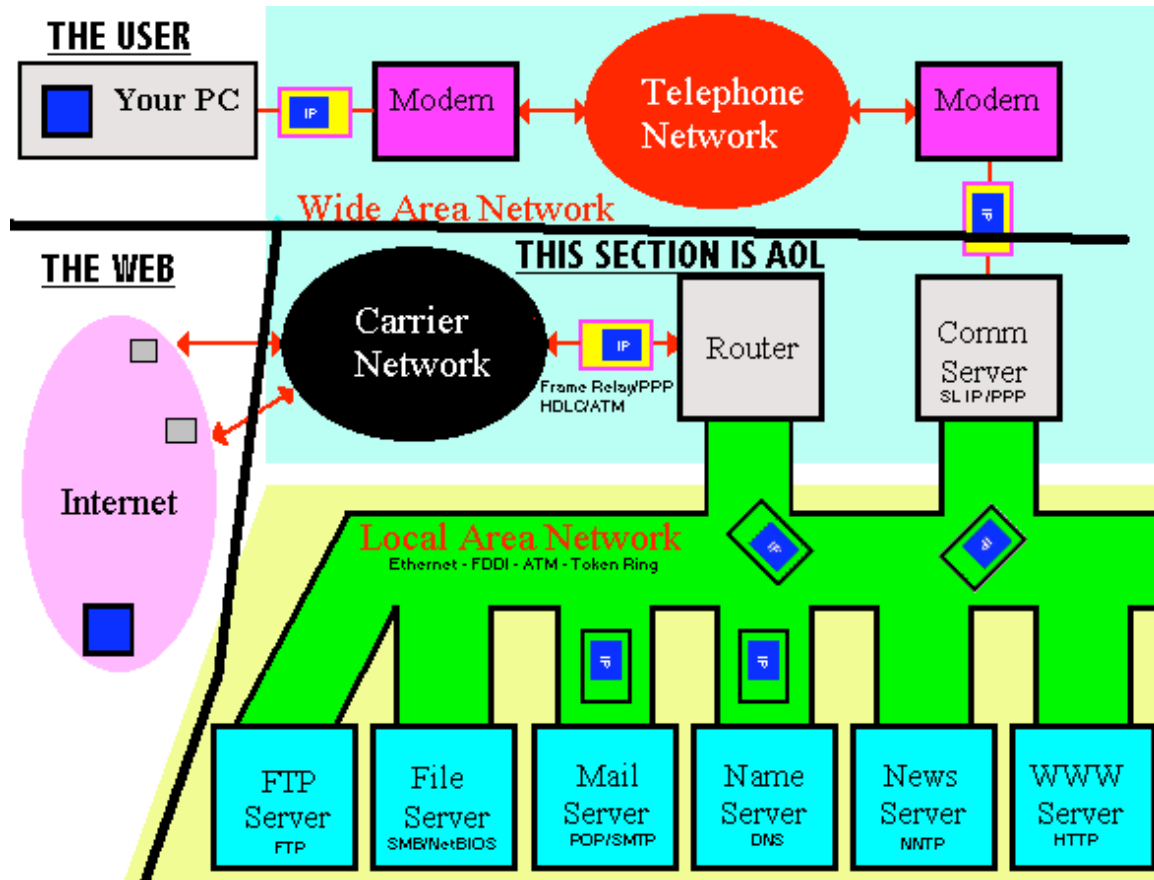 THE USER
Your PC
IP
Modem
Telephone
Network
Modem
IP
Wide Area Network
THE WEB
THIS SECTION IS AOL
Carrier
Network
IP
Frame Relay/PPP
HDLC/ATM
Router
Comm
Server
SLIP/PPP
Internet
Local Area Network
Ethernet - FDDI - ATM - Token Ring
IP
IP
IP
IP
FTP
Server
FTP
File
Server
SMB/NetBIOS
Mail
Server
POP/SMTP
Name
Server
DNS
News
Server
NNTP
WWW
Server
HTTP